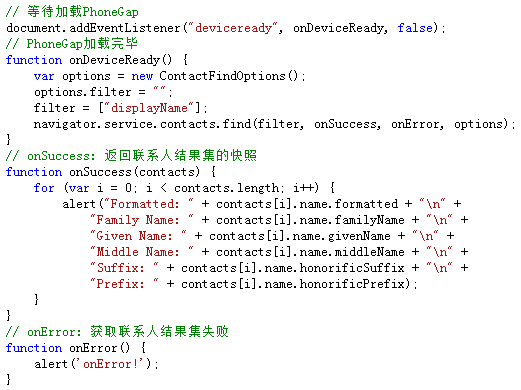 // 等待加载PhoneGap
document.addEventListener("deviceready", onDeviceReady, false);
// PhoneGap加载完毕
function onDeviceReady() {
    var options = new ContactFindOptions();
    options.filter = "";
    filter = ["displayName"];
    navigator.service.contacts.find(filter, onSuccess, onError, options);
}
// onSuccess: 返回联系人结果集的快照
function onSuccess(contacts) {
    for (var i = 0; i < contacts.length; i++) {
        alert("Formatted: " + contacts[i].name.formatted + "\n" +
            "Family Name: " + contacts[i].name.familyName + "\n" +
            "Given Name: " + contacts[i].name.givenName + "\n" +
            "Middle Name: " + contacts[i].name.middleName + "\n" +
            "Suffix: " + contacts[i].name.honorificSuffix + "\n" +
            "Prefix: " + contacts[i].name.honorificPrefix);
    }
}
// onError: 获取联系人结果集失败
function onError() {
    alert('onError!');
}